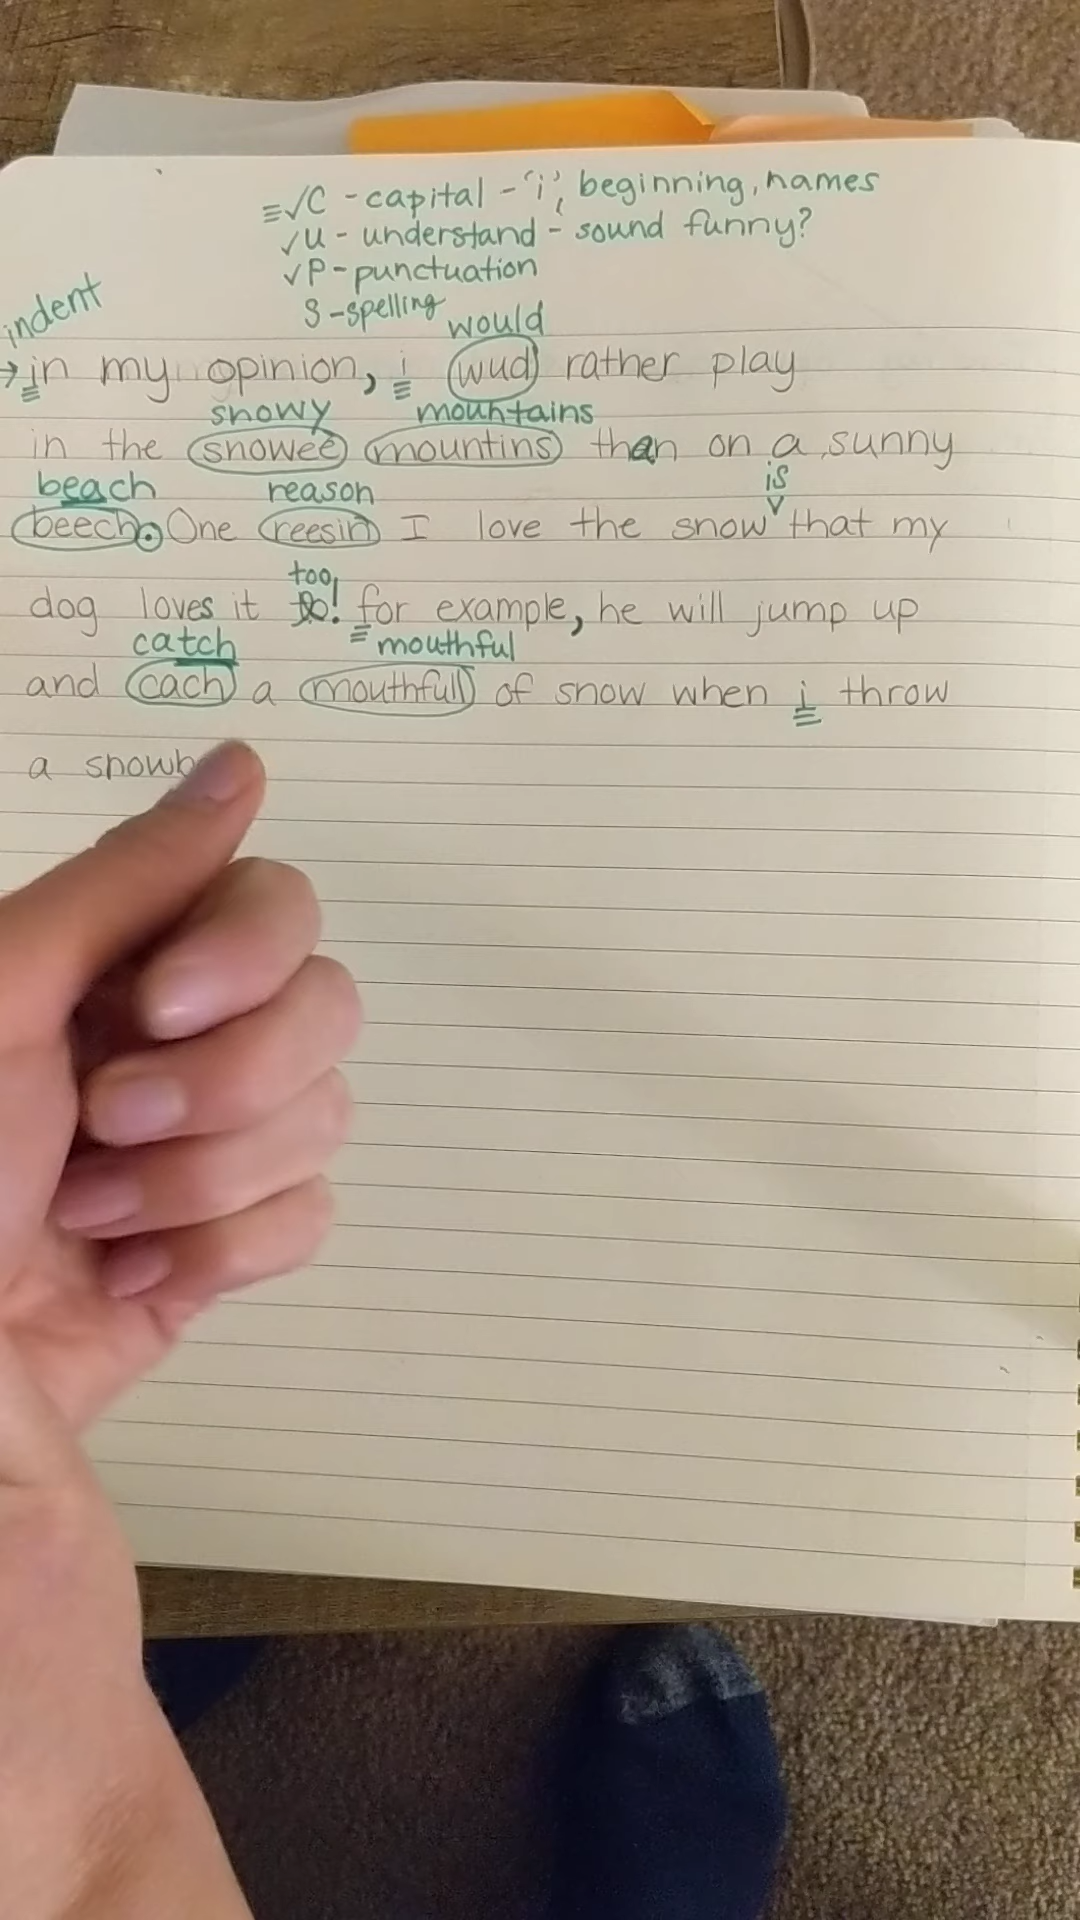 ≡✓C - capital - 'i', beginning, names
✓U - understand - sound funny?
✓P - punctuation
S - spelling
indent
would
→in my opinion, i wud rather play
snowy mountains
in the snowee mountins than on a sunny
beach reason is
beech. One reesin I love the snow that my
too
dog loves it to! for example, he will jump up
catch mouthful
and cach a mouthfull of snow when i throw
a